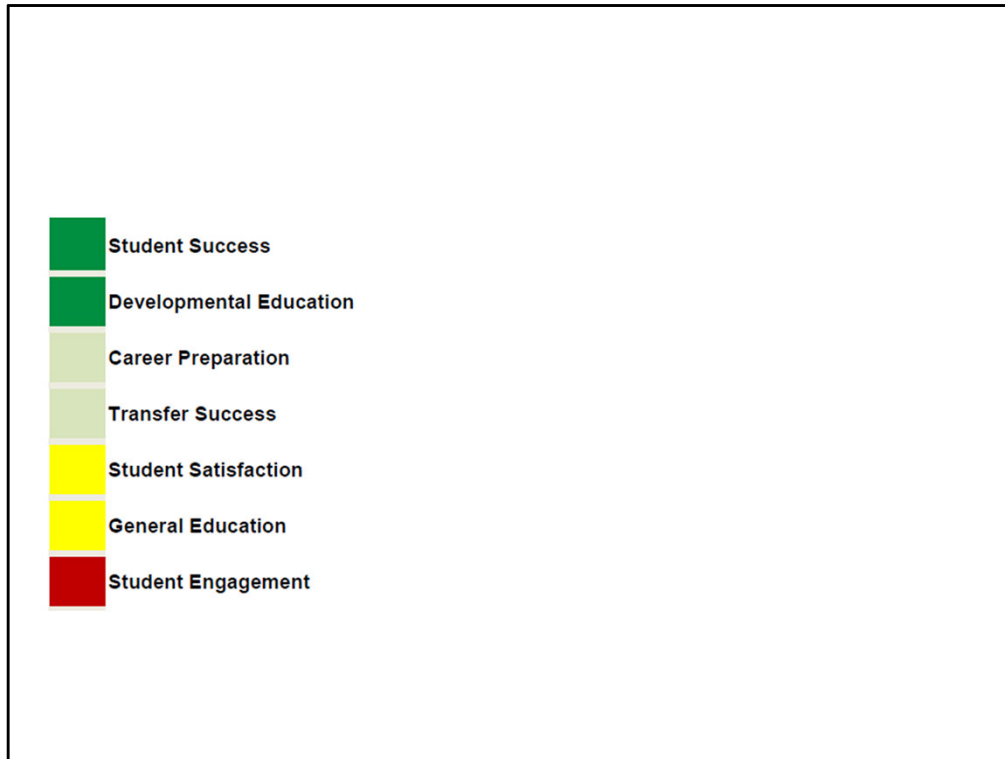 Student Success
Developmental Education
Career Preparation
Transfer Success
Student Satisfaction
General Education
Student Engagement